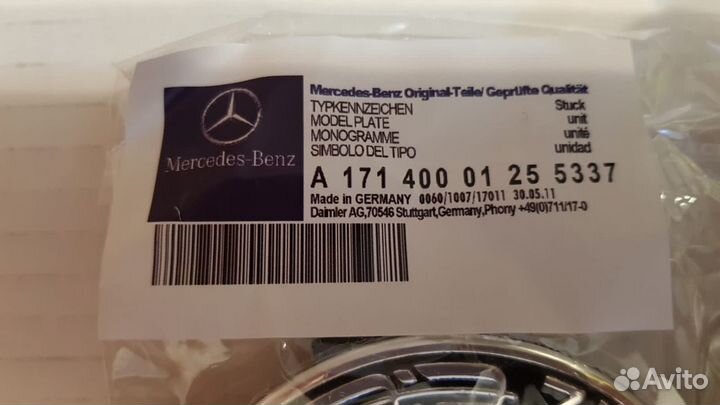 Mercedes-Benz
Mercedes-Benz Original-Teile/ Geprüfte Qualität
TYPKENNZEICHEN Stuck
MODEL PLATE unit
MONOGRAMME unité
SIMBOLO DEL TIPO unidad
A 171 400 01 25 5337
Made in GERMANY 0060/1007/17011 30.05.11
Daimler AG,70546 Stuttgart,Germany,Phony +49(0)711/17-0
Avito